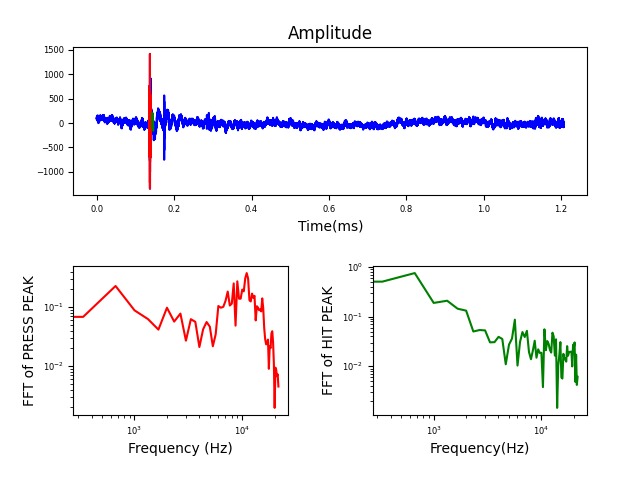 Amplitude
1500
1000
500
0
−500
−1000
0.0 0.2 0.4 0.6 0.8 1.0 1.2
Time(ms)
FFT of PRESS PEAK
10⁻¹
10⁻²
10³ 10⁴
Frequency (Hz)
FFT of HIT PEAK
10⁰
10⁻¹
10⁻²
10³ 10⁴
Frequency(Hz)